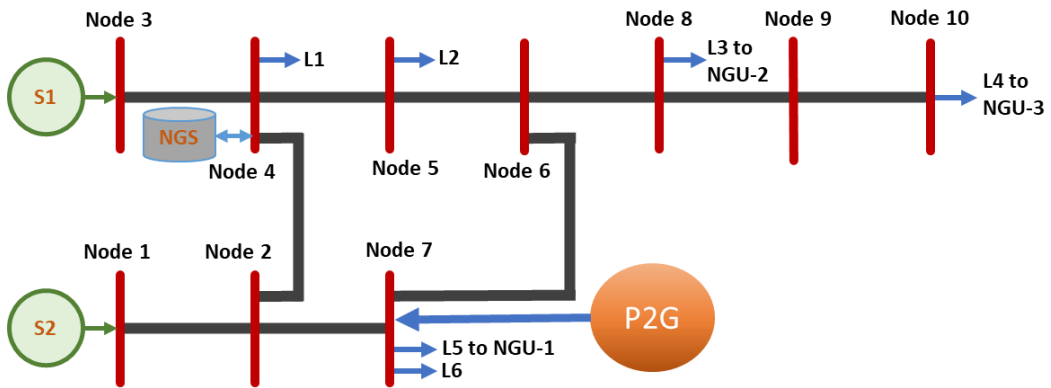 Node 3
Node 8
Node 9
Node 10
S1
L1
L2
L3 to
NGU-2
L4 to
NGU-3
NGS
Node 4
Node 5
Node 6
Node 1
Node 2
Node 7
S2
P2G
L5 to NGU-1
L6